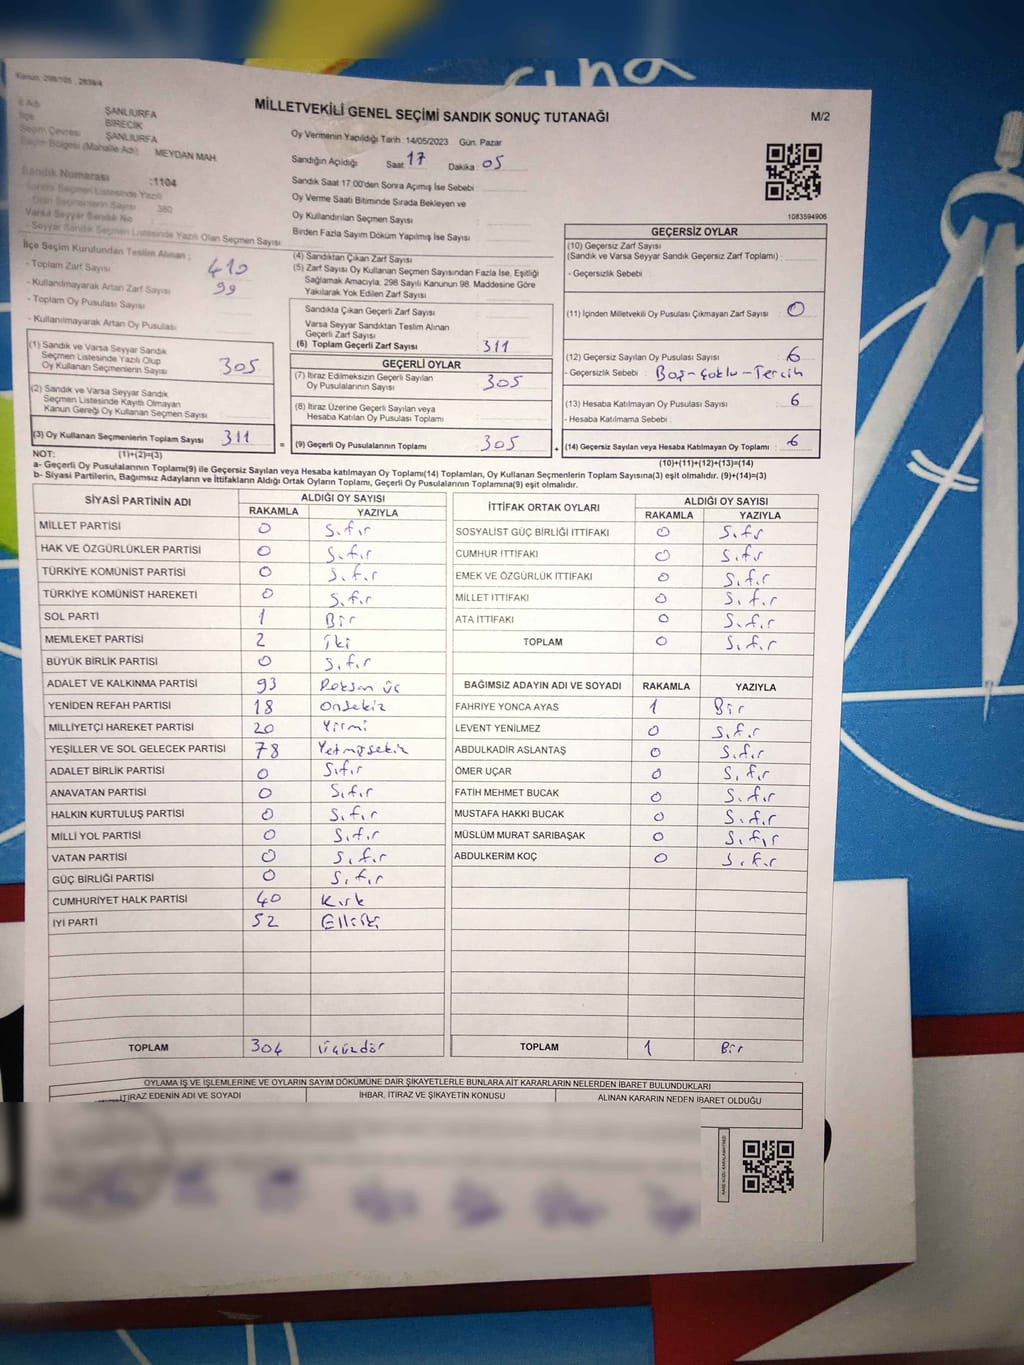 Kanun: 298/105 , 2839/4
cına
MİLLETVEKİLİ GENEL SEÇİMİ SANDIK SONUÇ TUTANAĞI
M/2
İl Adı ŞANLIURFA
İlçe BİRECİK
Seçim Çevresi ŞANLIURFA
Seçim Bölgesi (Mahalle Adı) MEYDAN MAH.
Sandık Numarası :1104
Sandık Seçmen Listesinde Yazılı
Olan Seçmenlerin Sayısı 380
Varsa Seyyar Sandık No
- Seyyar Sandık Seçmen Listesinde Yazılı Olan Seçmen Sayısı
Oy Vermenin Yapıldığı Tarih :14/05/2023 Gün. Pazar
Sandığın Açıldığı Saat 17 Dakika 05
Sandık Saat 17:00'den Sonra Açımış İse Sebebi
Oy Verme Saati Bitiminde Sırada Bekleyen ve
Oy Kullandırılan Seçmen Sayısı
Birden Fazla Sayım Döküm Yapılmış İse Sayısı
1083594906
İlçe Seçim Kurulundan Teslim Alınan ;
- Toplam Zarf Sayısı 410
- Kullanılmayarak Artan Zarf Sayısı 99
- Toplam Oy Pusulası Sayısı
- Kullanılmayarak Artan Oy Pusulası
(1) Sandık ve Varsa Seyyar Sandık
Seçmen Listesinde Yazılı Olup
Oy Kullanan Seçmenlerin Sayısı 305
(2) Sandık ve Varsa Seyyar Sandık
Seçmen Listesinde Kayıtlı Olmayan
Kanun Gereği Oy Kullanan Seçmen Sayısı
(3) Oy Kullanan Seçmenlerin Toplam Sayısı 311 =
(4) Sandıktan Çıkan Zarf Sayısı
(5) Zarf Sayısı Oy Kullanan Seçmen Sayısından Fazla İse, Eşitliği
Sağlamak Amacıyla; 298 Sayılı Kanunun 98. Maddesine Göre
Yakılarak Yok Edilen Zarf Sayısı
Sandıkta Çıkan Geçerli Zarf Sayısı
Varsa Seyyar Sandıktan Teslim Alınan
Geçerli Zarf Sayısı
(6) Toplam Geçerli Zarf Sayısı 311
GEÇERLİ OYLAR
(7) İtiraz Edilmeksizin Geçerli Sayılan
Oy Pusulalarının Sayısı 305
(8) İtiraz Üzerine Geçerli Sayılan veya
Hesaba Katılan Oy Pusulası Toplamı
(9) Geçerli Oy Pusulalarının Toplamı 305 +
GEÇERSİZ OYLAR
(10) Geçersiz Zarf Sayısı
(Sandık ve Varsa Seyyar Sandık Geçersiz Zarf Toplamı) :
- Geçersizlik Sebebi :
(11) İçinden Milletvekili Oy Pusulası Çıkmayan Zarf Sayısı : 0
(12) Geçersiz Sayılan Oy Pusulası Sayısı : 6
- Geçersizlik Sebebi : Boş-Çoklu-Tercih
(13) Hesaba Katılmayan Oy Pusulası Sayısı : 6
- Hesaba Katılmama Sebebi :
(14) Geçersiz Sayılan veya Hesaba Katılmayan Oy Toplamı : 6
NOT: (1)+(2)=(3)
(10)+(11)+(12)+(13)=(14)
a- Geçerli Oy Pusulalarının Toplamı(9) ile Geçersiz Sayılan veya Hesaba katılmayan Oy Toplamı(14) Toplamları, Oy Kullanan Seçmenlerin Toplam Sayısına(3) eşit olmalıdır. (9)+(14)=(3)
b- Siyasi Partilerin, Bağımsız Adayların ve İttifakların Aldığı Ortak Oyların Toplamı, Geçerli Oy Pusulalarının Toplamına(9) eşit olmalıdır.
SİYASİ PARTİNİN ADI ALDIĞI OY SAYISI
RAKAMLA YAZIYLA
MİLLET PARTİSİ 0 Sıfır
HAK VE ÖZGÜRLÜKLER PARTİSİ 0 Sıfır
TÜRKİYE KOMÜNİST PARTİSİ 0 Sıfır
TÜRKİYE KOMÜNİST HAREKETİ 0 Sıfır
SOL PARTİ 1 Bir
MEMLEKET PARTİSİ 2 iki
BÜYÜK BİRLİK PARTİSİ 0 Sıfır
ADALET VE KALKINMA PARTİSİ 93 Doksan üç
YENİDEN REFAH PARTİSİ 18 Onsekiz
MİLLİYETÇİ HAREKET PARTİSİ 20 Yirmi
YEŞİLLER VE SOL GELECEK PARTİSİ 78 Yetmişsekiz
ADALET BİRLİK PARTİSİ 0 Sıfır
ANAVATAN PARTİSİ 0 Sıfır
HALKIN KURTULUŞ PARTİSİ 0 Sıfır
MİLLİ YOL PARTİSİ 0 Sıfır
VATAN PARTİSİ 0 Sıfır
GÜÇ BİRLİĞİ PARTİSİ 0 Sıfır
CUMHURİYET HALK PARTİSİ 40 Kırk
İYİ PARTİ 52 Elliiki
TOPLAM 304 Üçyüzdör
İTTİFAK ORTAK OYLARI ALDIĞI OY SAYISI
RAKAMLA YAZIYLA
SOSYALİST GÜÇ BİRLİĞİ İTTİFAKI 0 Sıfır
CUMHUR İTTİFAKI 0 Sıfır
EMEK VE ÖZGÜRLÜK İTTİFAKI 0 Sıfır
MİLLET İTTİFAKI 0 Sıfır
ATA İTTİFAKI 0 Sıfır
TOPLAM 0 Sıfır
BAĞIMSIZ ADAYIN ADI VE SOYADI RAKAMLA YAZIYLA
FAHRİYE YONCA AYAS 1 Bir
LEVENT YENİLMEZ 0 Sıfır
ABDULKADİR ASLANTAŞ 0 Sıfır
ÖMER UÇAR 0 Sıfır
FATİH MEHMET BUCAK 0 Sıfır
MUSTAFA HAKKI BUCAK 0 Sıfır
MÜSLÜM MURAT SARIBAŞAK 0 Sıfır
ABDULKERİM KOÇ 0 Sıfır
TOPLAM 1 Bir
OYLAMA İŞ VE İŞLEMLERİNE VE OYLARIN SAYIM DÖKÜMÜNE DAİR ŞİKAYETLERLE BUNLARA AİT KARARLARIN NELERDEN İBARET BULUNDUKLARI
İTİRAZ EDENİN ADI VE SOYADI İHBAR, İTİRAZ VE ŞİKAYETİN KONUSU ALINAN KARARIN NEDEN İBARET OLDUĞU